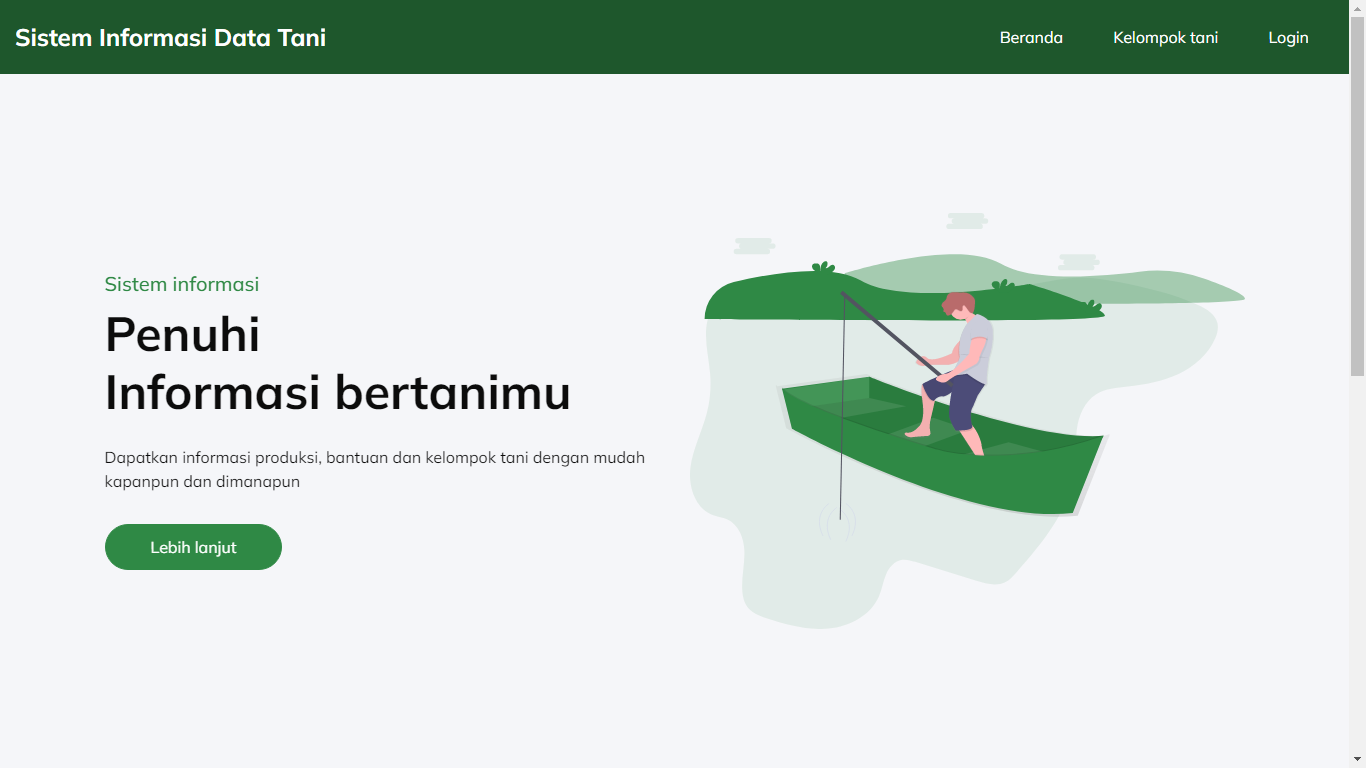 Sistem Informasi Data Tani
Beranda
Kelompok tani
Login
Sistem informasi
Penuhi
Informasi bertanimu
Dapatkan informasi produksi, bantuan dan kelompok tani dengan mudah
kapanpun dan dimanapun
Lebih lanjut